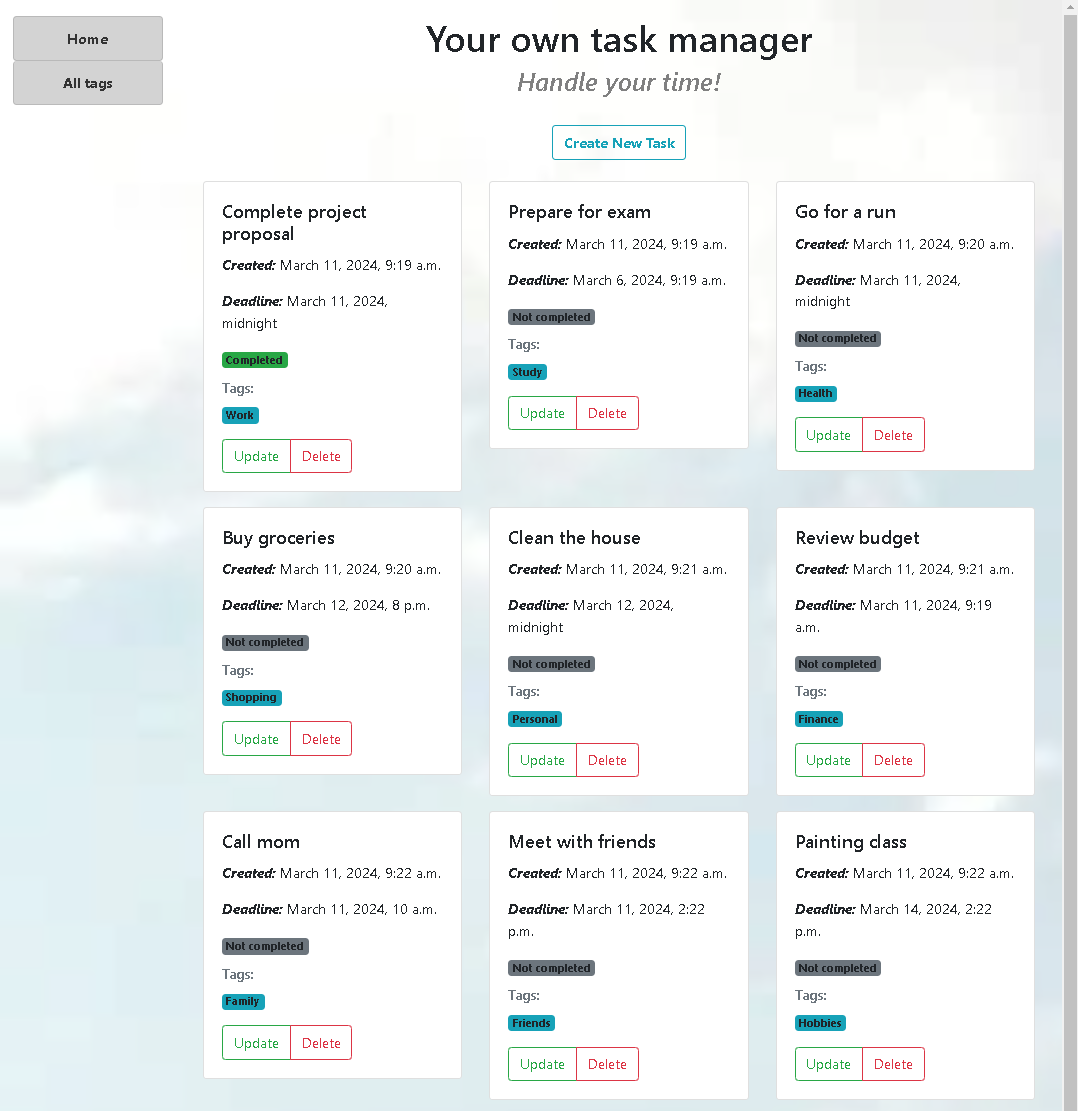 Home
All tags
Your own task manager
Handle your time!
Create New Task
Complete project
proposal
Created: March 11, 2024, 9:19 a.m.
Deadline: March 11, 2024,
midnight
Completed
Tags:
Work
Update Delete
Prepare for exam
Created: March 11, 2024, 9:19 a.m.
Deadline: March 6, 2024, 9:19 a.m.
Not completed
Tags:
Study
Update Delete
Go for a run
Created: March 11, 2024, 9:20 a.m.
Deadline: March 11, 2024,
midnight
Not completed
Tags:
Health
Update Delete
Buy groceries
Created: March 11, 2024, 9:20 a.m.
Deadline: March 12, 2024, 8 p.m.
Not completed
Tags:
Shopping
Update Delete
Clean the house
Created: March 11, 2024, 9:21 a.m.
Deadline: March 12, 2024,
midnight
Not completed
Tags:
Personal
Update Delete
Review budget
Created: March 11, 2024, 9:21 a.m.
Deadline: March 11, 2024, 9:19
a.m.
Not completed
Tags:
Finance
Update Delete
Call mom
Created: March 11, 2024, 9:22 a.m.
Deadline: March 11, 2024, 10 a.m.
Not completed
Tags:
Family
Update Delete
Meet with friends
Created: March 11, 2024, 9:22 a.m.
Deadline: March 11, 2024, 2:22
p.m.
Not completed
Tags:
Friends
Update Delete
Painting class
Created: March 11, 2024, 9:22 a.m.
Deadline: March 14, 2024, 2:22
p.m.
Not completed
Tags:
Hobbies
Update Delete